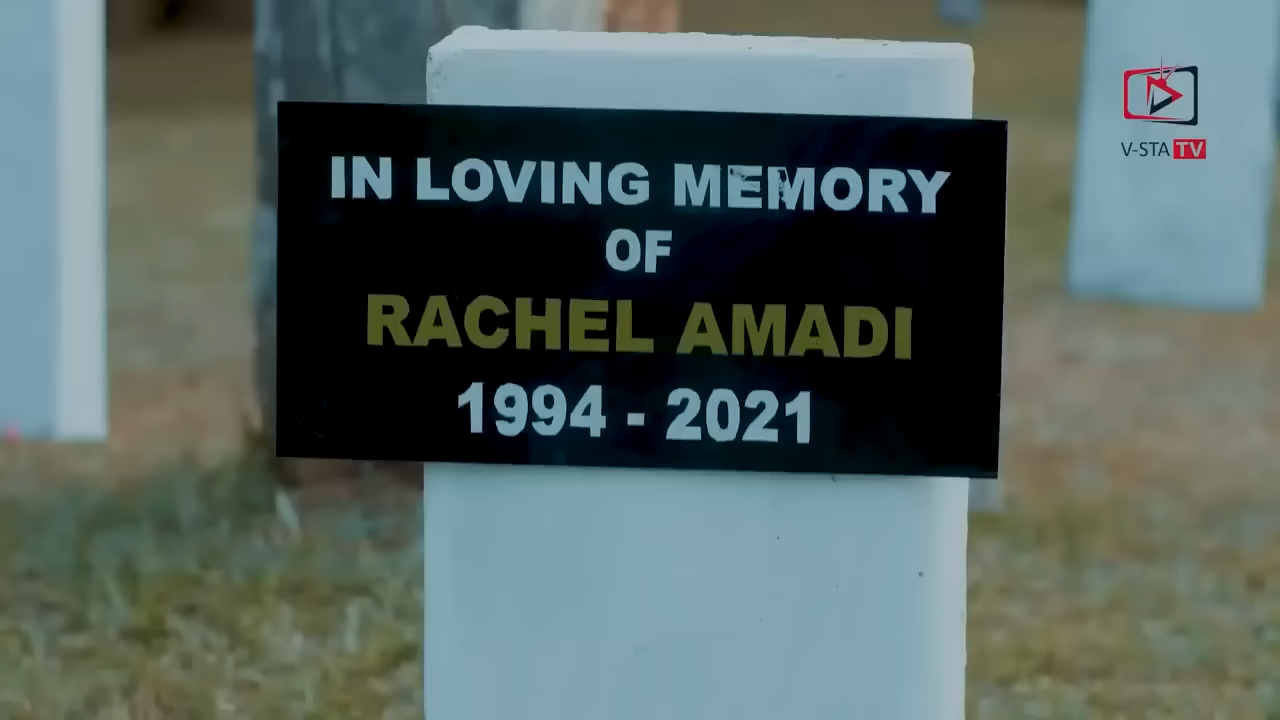 IN LOVING MEMORY
OF
RACHEL AMADI
1994 - 2021
V-STA TV